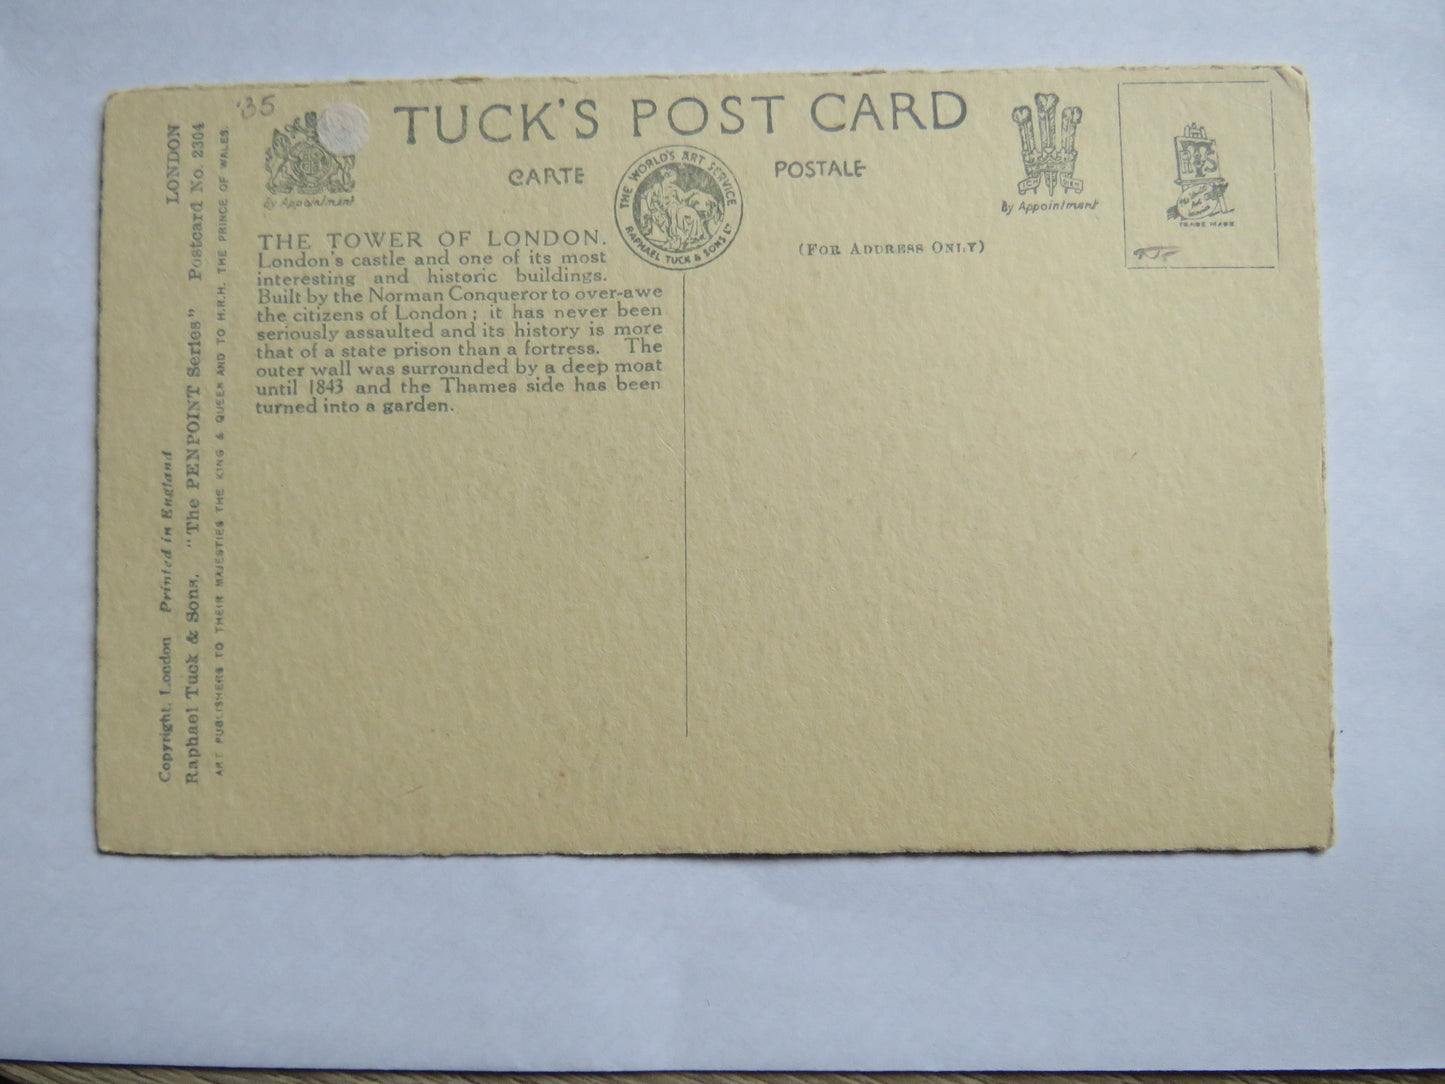 '35
TUCK'S POST CARD
CARTE
POSTALE
THE WORLD'S ART SERVICE
RAPHAEL TUCK & SONS LD
By Appointment
ICH DIEN
By Appointment
TRADE MARK
(FOR ADDRESS ONLY)
THE TOWER OF LONDON.
London's castle and one of its most
interesting and historic buildings.
Built by the Norman Conqueror to over-awe
the citizens of London; it has never been
seriously assaulted and its history is more
that of a state prison than a fortress. The
outer wall was surrounded by a deep moat
until 1843 and the Thames side has been
turned into a garden.
Copyright, London Printed in England LONDON
Raphael Tuck & Sons, "The PENPOINT Series" Postcard No. 2304
ART PUBLISHERS TO THEIR MAJESTIES THE KING & QUEEN AND TO H.R.H. THE PRINCE OF WALES.